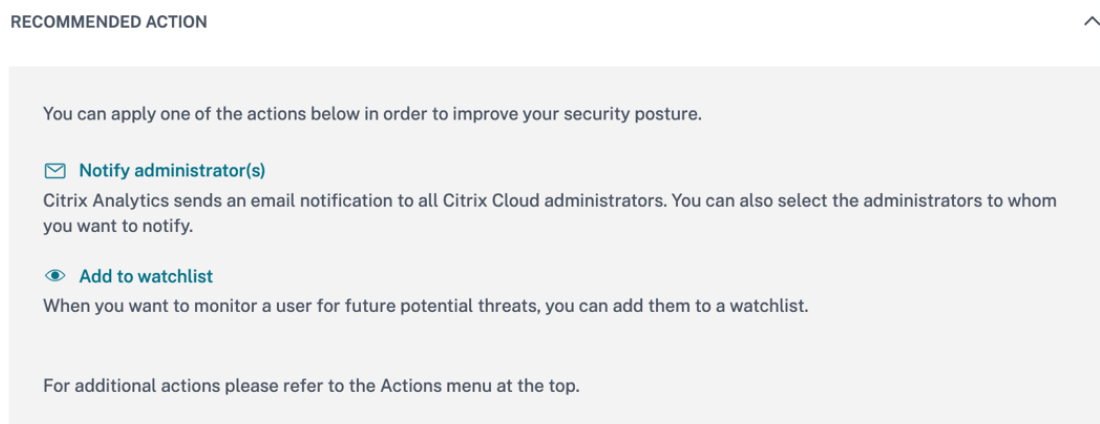 RECOMMENDED ACTION
You can apply one of the actions below in order to improve your security posture.
Notify administrator(s)
Citrix Analytics sends an email notification to all Citrix Cloud administrators. You can also select the administrators to whom
you want to notify.
Add to watchlist
When you want to monitor a user for future potential threats, you can add them to a watchlist.
For additional actions please refer to the Actions menu at the top.